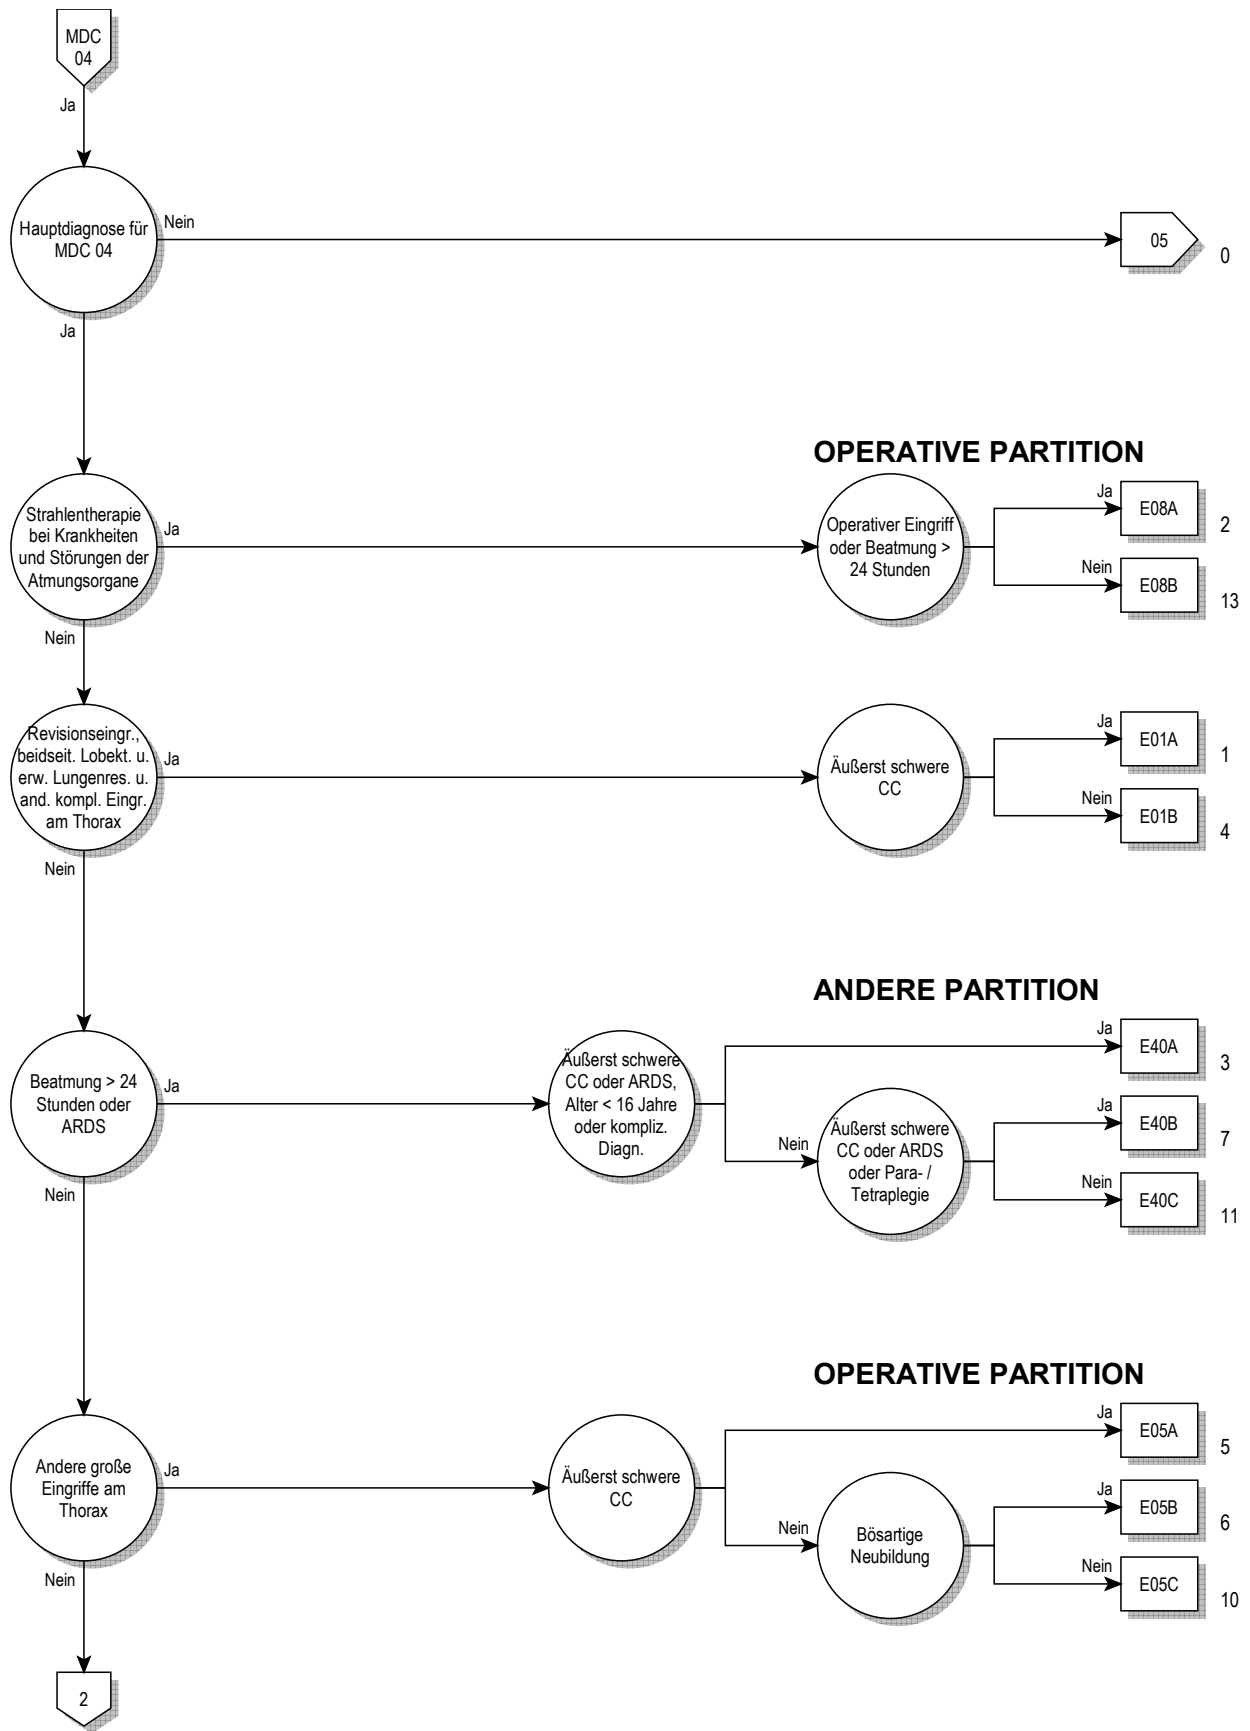 MDC
04
Ja
Hauptdiagnose für
MDC 04
Nein
05
0
Ja
OPERATIVE PARTITION
Strahlentherapie
bei Krankheiten
und Störungen der
Atmungsorgane
Ja
Operativer Eingriff
oder Beatmung >
24 Stunden
Ja
E08A
2
Nein
E08B
13
Nein
Revisionseingr.,
beidseit. Lobekt. u.
erw. Lungenres. u.
and. kompl. Eingr.
am Thorax
Ja
Äußerst schwere
CC
Ja
E01A
1
Nein
E01B
4
Nein
ANDERE PARTITION
Beatmung > 24
Stunden oder
ARDS
Ja
Äußerst schwere
CC oder ARDS,
Alter < 16 Jahre
oder kompliz.
Diagn.
Ja
E40A
3
Nein
Äußerst schwere
CC oder ARDS
oder Para- /
Tetraplegie
Ja
E40B
7
Nein
E40C
11
Nein
OPERATIVE PARTITION
Andere große
Eingriffe am
Thorax
Ja
Äußerst schwere
CC
Ja
E05A
5
Nein
Bösartige
Neubildung
Ja
E05B
6
Nein
E05C
10
Nein
2